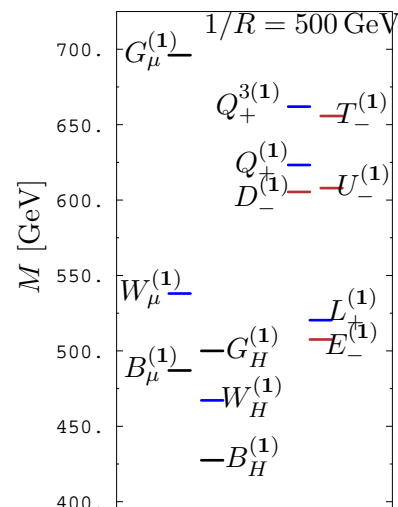 1/R = 500 GeV
700.
G_μ^(1)
Q_+^3(1)
T_-^(1)
650.
Q_+^(1)
D_-^(1)
U_-^(1)
600.
M [GeV]
550.
W_μ^(1)
L_+^(1)
G_H^(1)
E_-^(1)
500.
B_μ^(1)
W_H^(1)
450.
B_H^(1)
400.